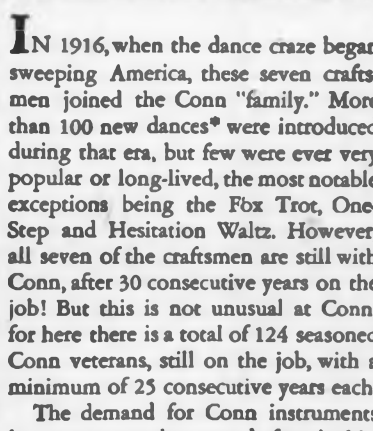 IN 1916, when the dance craze began
sweeping America, these seven crafts-
men joined the Conn "family." More
than 100 new dances* were introduced
during that era, but few were ever very
popular or long-lived, the most notable
exceptions being the Fox Trot, One-
Step and Hesitation Waltz. However,
all seven of the craftsmen are still with
Conn, after 30 consecutive years on the
job! But this is not unusual at Conn,
for here there is a total of 124 seasoned
Conn veterans, still on the job, with a
minimum of 25 consecutive years each.
The demand for Conn instruments